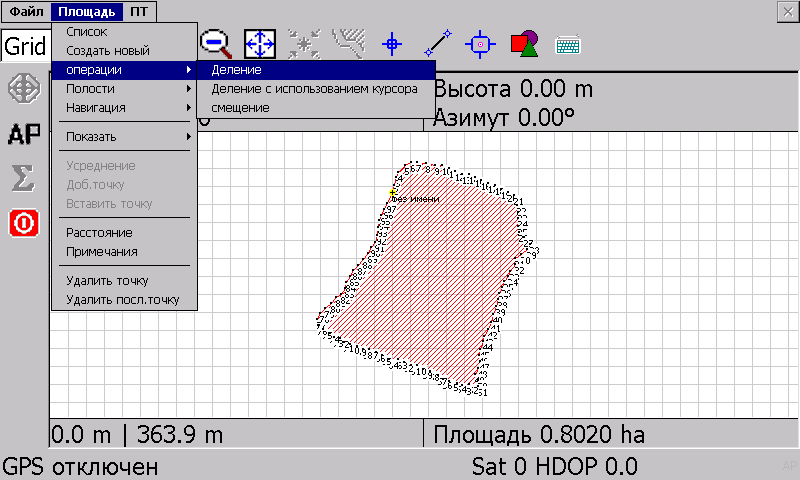 Файл Площадь ПТ
Grid
Список
Создать новый
операции
Полости
Навигация
Показать
Усреднение
Доб.точку
Вставить точку
Расстояние
Примечания
Удалить точку
Удалить посл.точку
Деление
Деление с использованием курсора
смещение
Высота 0.00 m
Азимут 0.00°
AP
без имени
0.0 m | 363.9 m
Площадь 0.8020 ha
GPS отключен
Sat 0 HDOP 0.0
AP